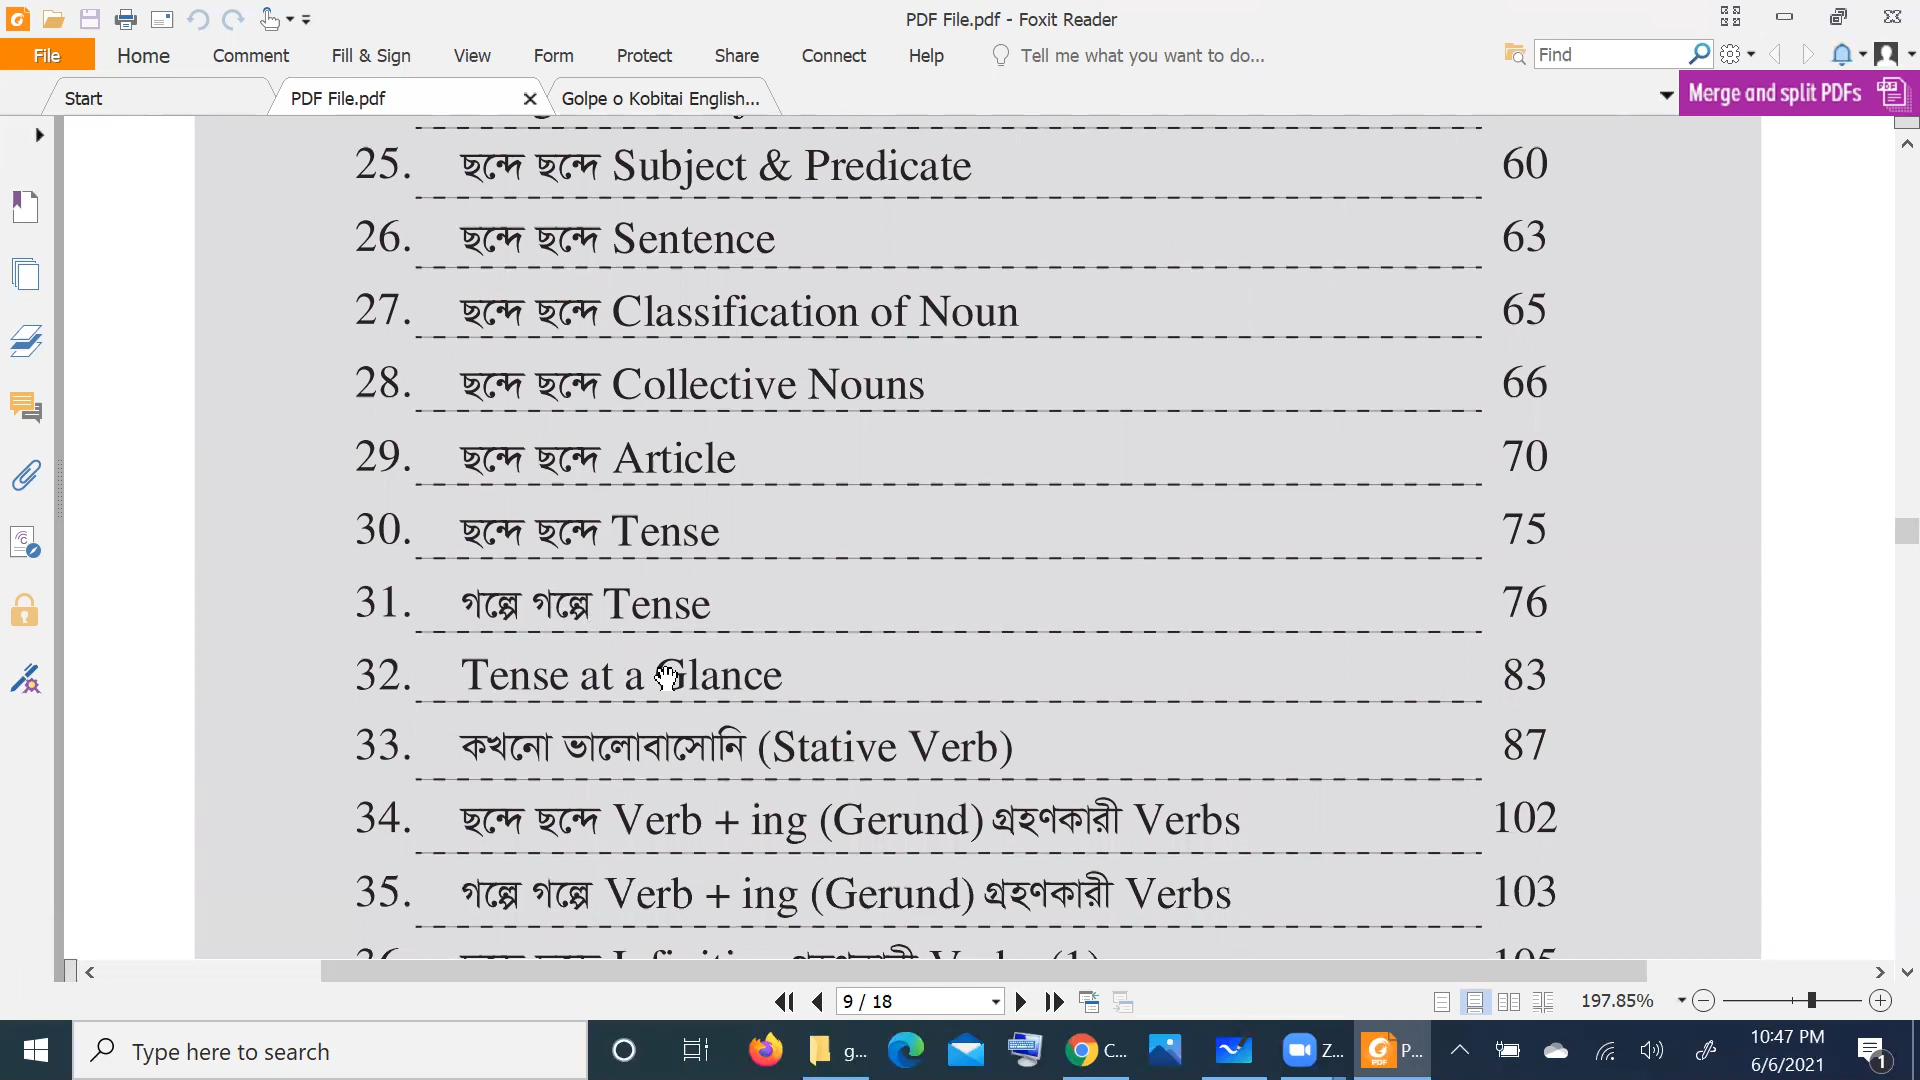 PDF File.pdf - Foxit Reader
File Home Comment Fill & Sign View Form Protect Share Connect Help Tell me what you want to do... Find
Start PDF File.pdf Golpe o Kobitai English... Merge and split PDFs
25. ছন্দে ছন্দে Subject & Predicate 60
26. ছন্দে ছন্দে Sentence 63
27. ছন্দে ছন্দে Classification of Noun 65
28. ছন্দে ছন্দে Collective Nouns 66
29. ছন্দে ছন্দে Article 70
30. ছন্দে ছন্দে Tense 75
31. গল্পে গল্পে Tense 76
32. Tense at a Glance 83
33. কখনো ভালোবাসোনি (Stative Verb) 87
34. ছন্দে ছন্দে Verb + ing (Gerund) গ্রহণকারী Verbs 102
35. গল্পে গল্পে Verb + ing (Gerund) গ্রহণকারী Verbs 103
9 / 18 197.85%
Type here to search g... C... Z... P... 10:47 PM
6/6/2021 1